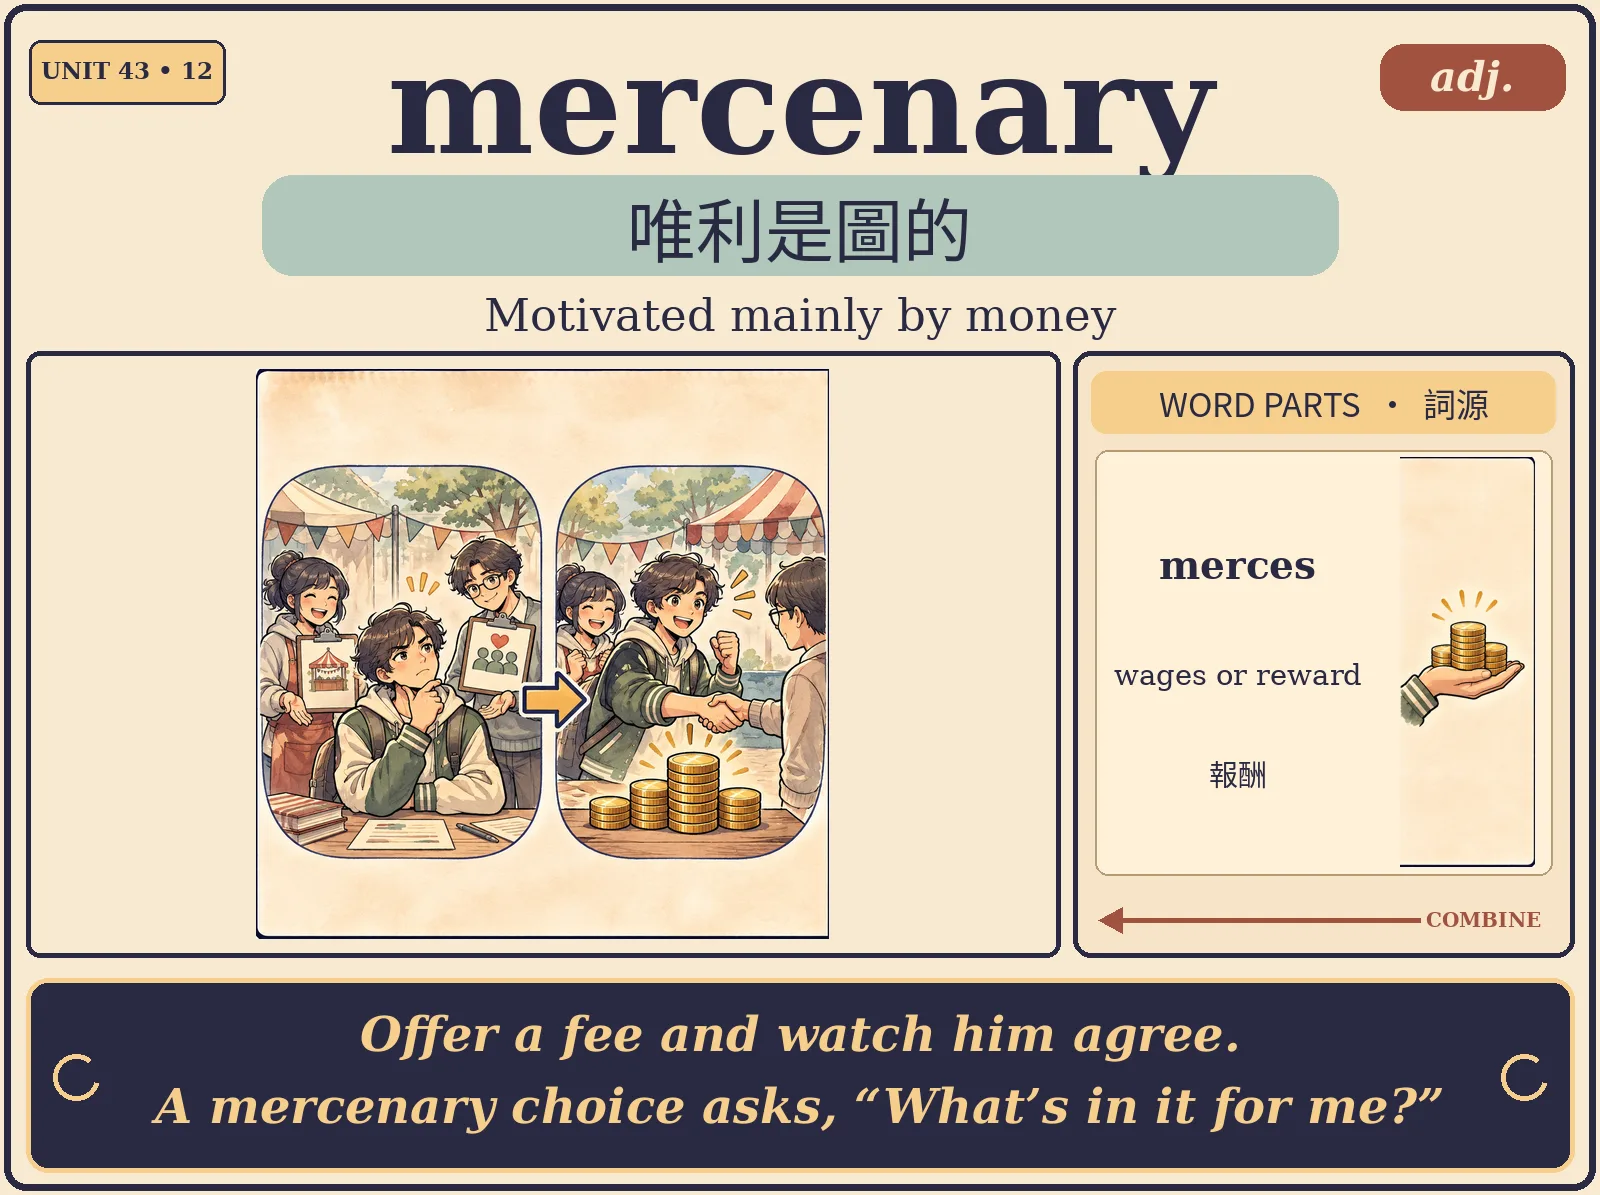 UNIT 43 • 12
mercenary
adj.
唯利是圖的
Motivated mainly by money
WORD PARTS · 詞源
merces
wages or reward
報酬
COMBINE
Offer a fee and watch him agree.
A mercenary choice asks, “What’s in it for me?”